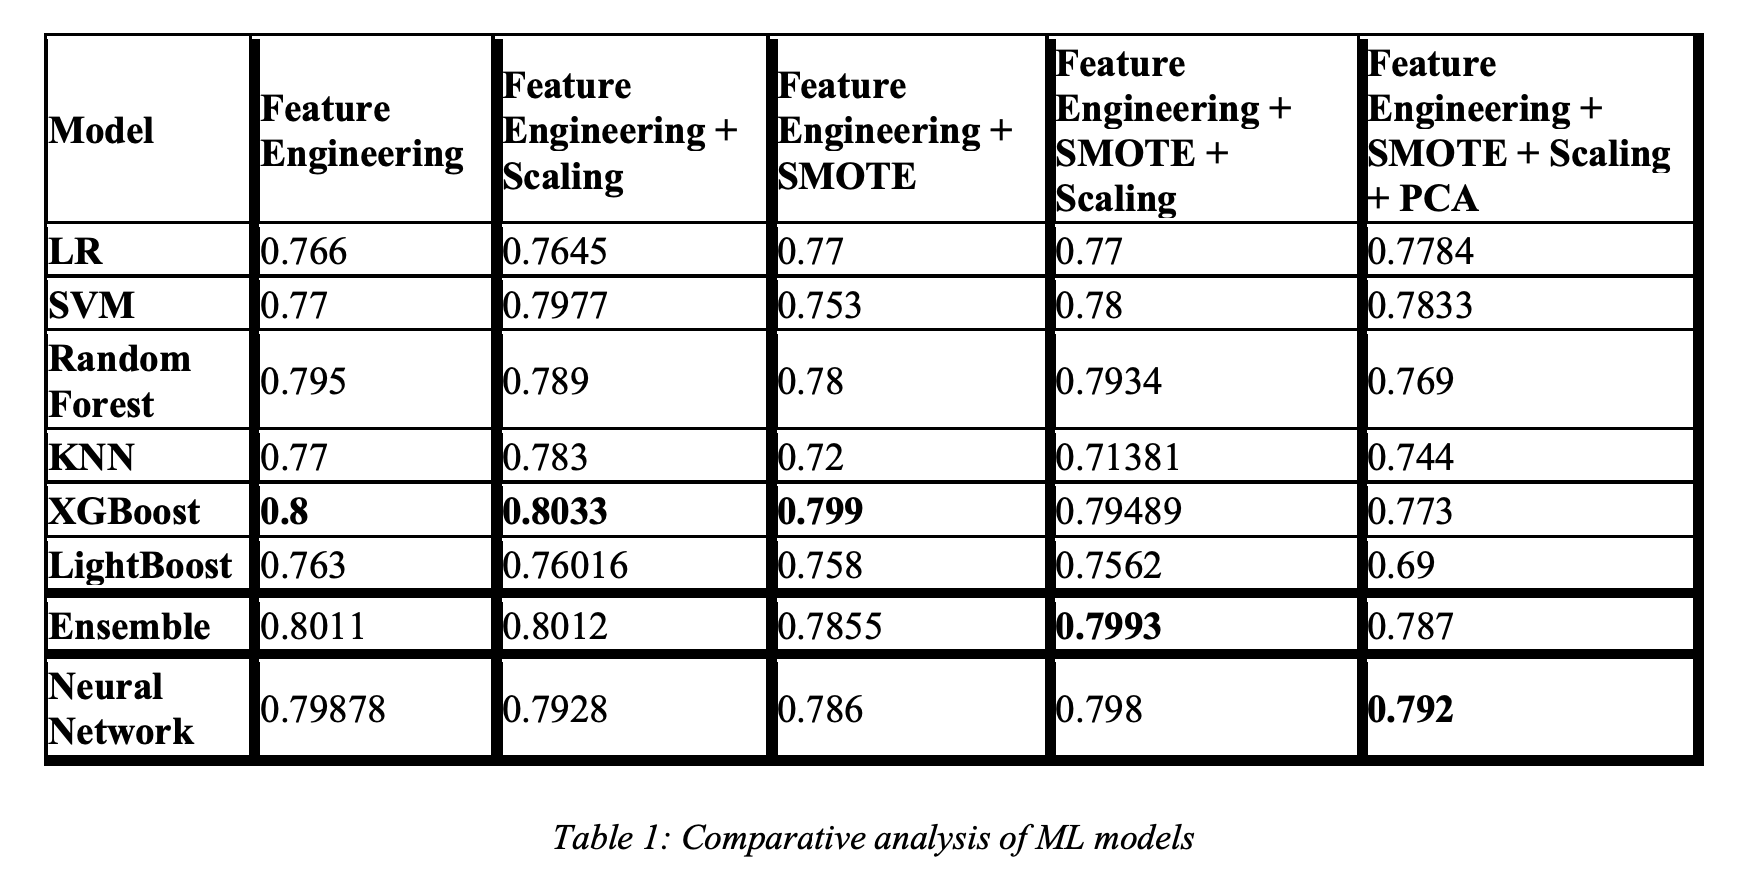 Model
Feature
Engineering
Feature
Engineering +
Scaling
Feature
Engineering +
SMOTE
Feature
Engineering +
SMOTE +
Scaling
Feature
Engineering +
SMOTE + Scaling
+ PCA
LR 0.766 0.7645 0.77 0.77 0.7784
SVM 0.77 0.7977 0.753 0.78 0.7833
Random
Forest
0.795 0.789 0.78 0.7934 0.769
KNN 0.77 0.783 0.72 0.71381 0.744
XGBoost 0.8 0.8033 0.799 0.79489 0.773
LightBoost 0.763 0.76016 0.758 0.7562 0.69
Ensemble 0.8011 0.8012 0.7855 0.7993 0.787
Neural
Network
0.79878 0.7928 0.786 0.798 0.792
Table 1: Comparative analysis of ML models